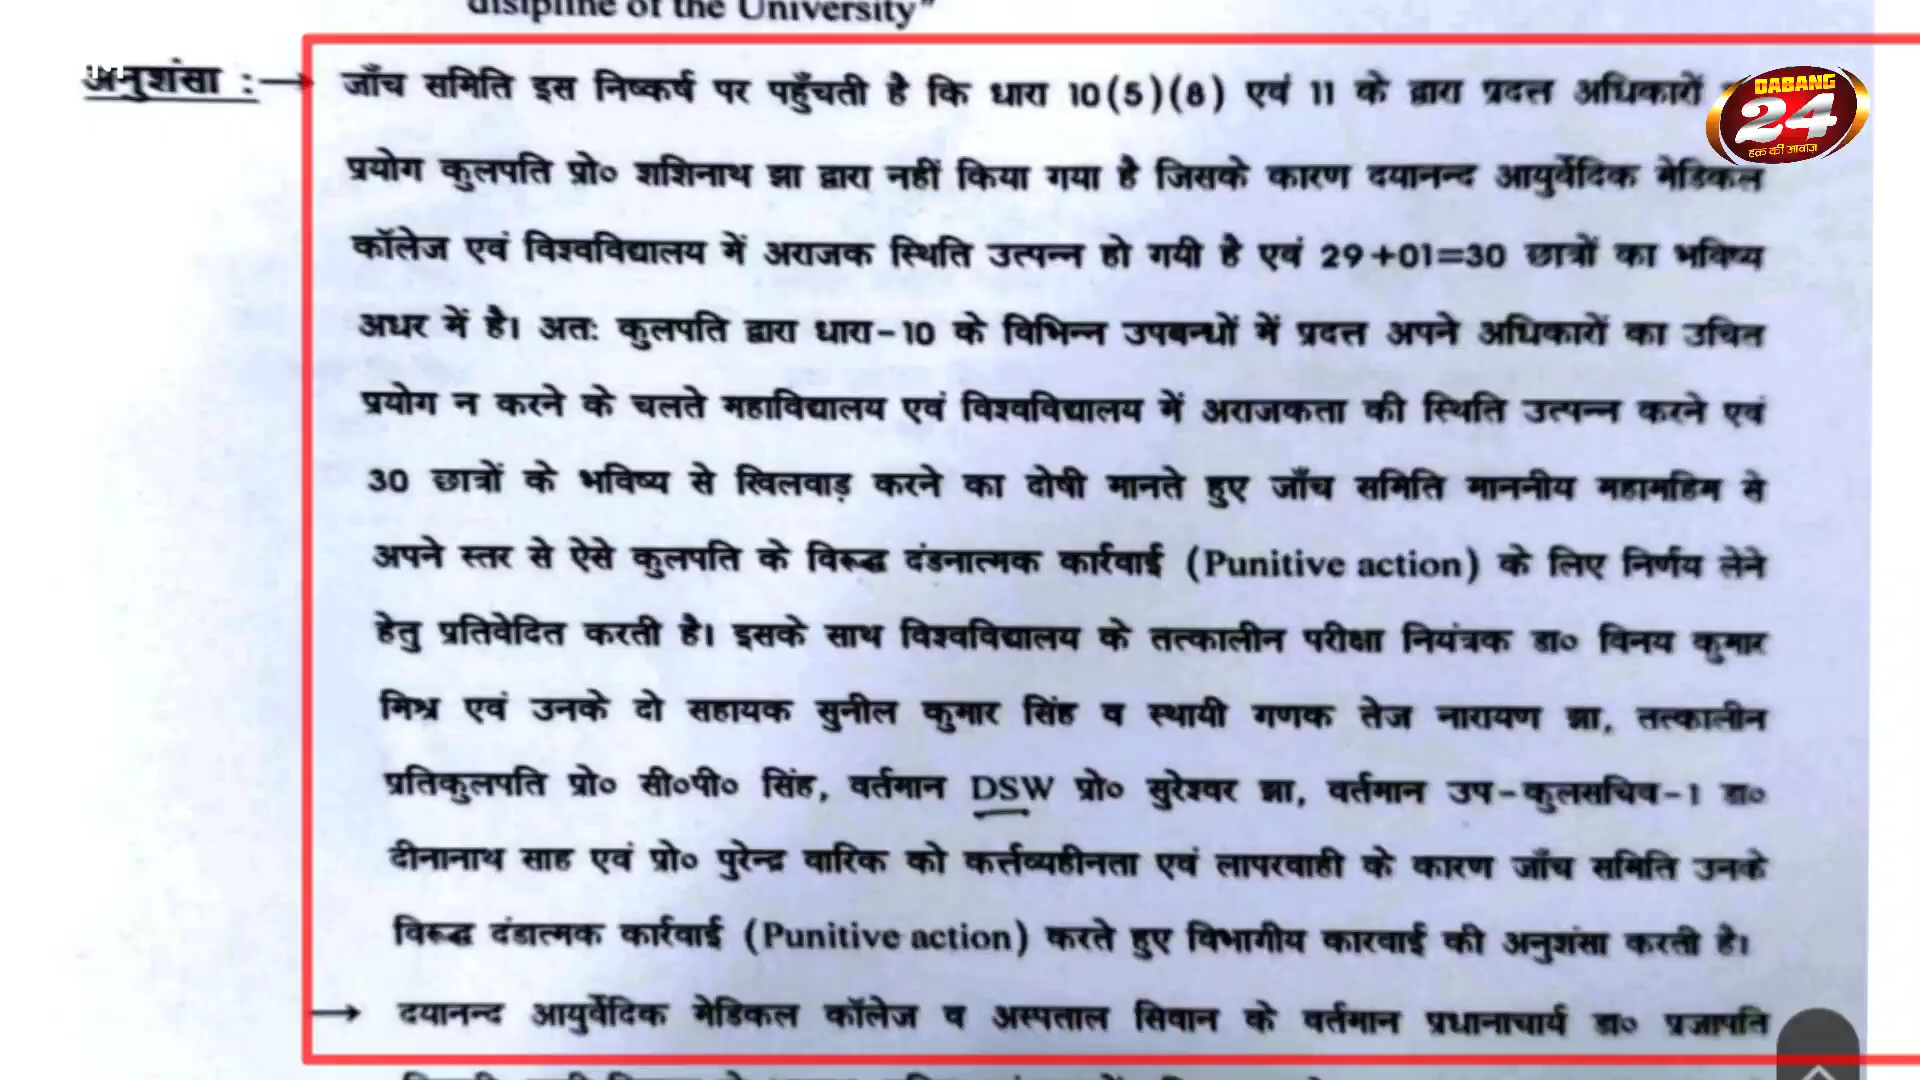 disipline of the University"
अनुशंसा :→ जाँच समिति इस निष्कर्ष पर पहुँचती है कि धारा 10(5)(8) एवं 11 के द्वारा प्रदत्त अधिकारों
DABANG
24
हक की आवाज
प्रयोग कुलपति प्रो० शशिनाथ झा द्वारा नहीं किया गया है जिसके कारण दयानन्द आयुर्वेदिक मेडिकल
कॉलेज एवं विश्वविद्यालय में अराजक स्थिति उत्पन्न हो गयी है एवं 29+01=30 छात्रों का भविष्य
अधर में है। अतः कुलपति द्वारा धारा-10 के विभिन्न उपबन्धों में प्रदत्त अपने अधिकारों का उचित
प्रयोग न करने के चलते महाविद्यालय एवं विश्वविद्यालय में अराजकता की स्थिति उत्पन्न करने एवं
30 छात्रों के भविष्य से खिलवाड़ करने का दोषी मानते हुए जाँच समिति माननीय महामहिम से
अपने स्तर से ऐसे कुलपति के विरूद्ध दंडनात्मक कार्रवाई (Punitive action) के लिए निर्णय लेने
हेतु प्रतिवेदित करती है। इसके साथ विश्वविद्यालय के तत्कालीन परीक्षा नियंत्रक डा० विनय कुमार
मिश्र एवं उनके दो सहायक सुनील कुमार सिंह व स्थायी गणक तेज नारायण झा, तत्कालीन
प्रतिकुलपति प्रो० सी०पी० सिंह, वर्तमान DSW प्रो० सुरेश्वर झा, वर्तमान उप-कुलसचिव-1 डा०
दीनानाथ साह एवं प्रो० पुरेन्द्र वारिक को कर्त्तव्यहीनता एवं लापरवाही के कारण जाँच समिति उनके
विरूद्ध दंडात्मक कार्रवाई (Punitive action) करते हुए विभागीय कारवाई की अनुशंसा करती है।
→ दयानन्द आयुर्वेदिक मेडिकल कॉलेज व अस्पताल सिवान के वर्तमान प्रधानाचार्य डा० प्रजापति